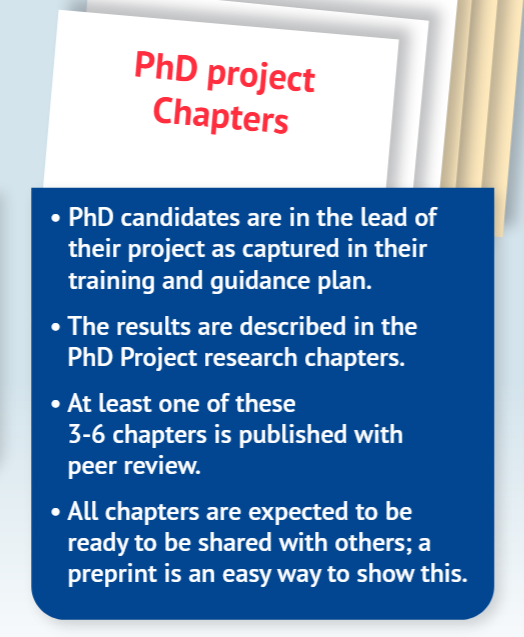 PhD project
Chapters
• PhD candidates are in the lead of
their project as captured in their
training and guidance plan.
• The results are described in the
PhD Project research chapters.
• At least one of these
3-6 chapters is published with
peer review.
• All chapters are expected to be
ready to be shared with others; a
preprint is an easy way to show this.